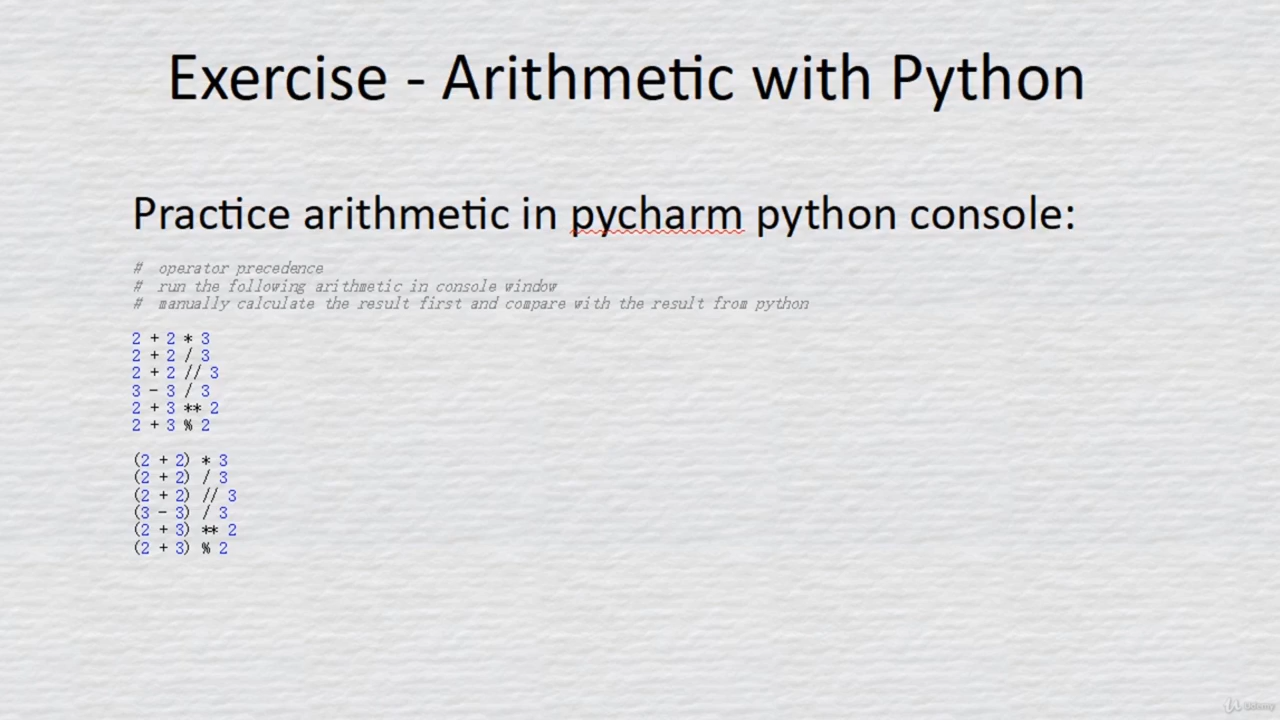 Exercise - Arithmetic with Python
Practice arithmetic in pycharm python console:
# operator precedence
# run the following arithmetic in console window
# manually calculate the result first and compare with the result from python
2 + 2 * 3
2 + 2 / 3
2 + 2 // 3
3 - 3 / 3
2 + 3 ** 2
2 + 3 % 2
(2 + 2) * 3
(2 + 2) / 3
(2 + 2) // 3
(3 - 3) / 3
(2 + 3) ** 2
(2 + 3) % 2
Udemy